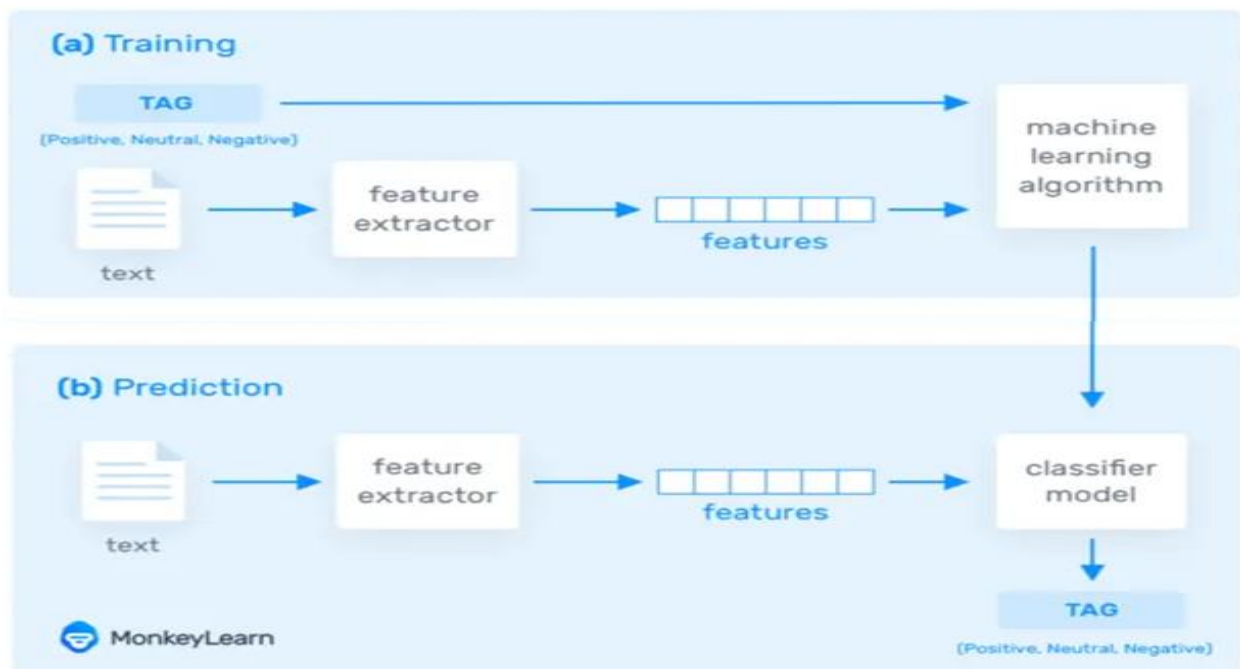 (a) Training
TAG
(Positive, Neutral, Negative)
text
feature
extractor
features
machine
learning
algorithm
(b) Prediction
text
feature
extractor
features
classifier
model
TAG
(Positive, Neutral, Negative)
MonkeyLearn